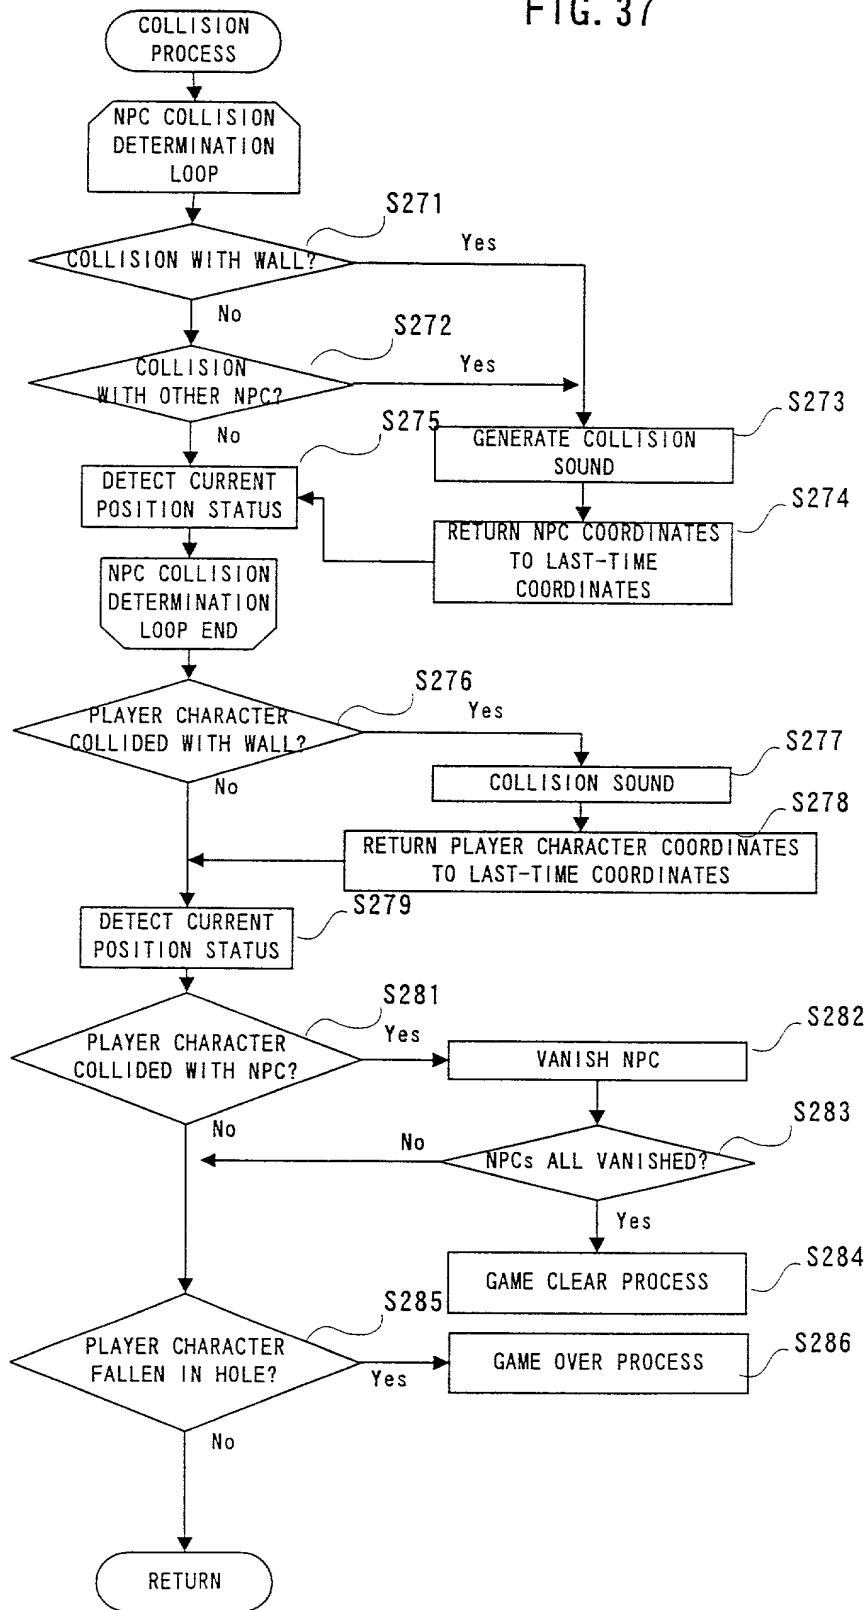 FIG. 37
COLLISION
PROCESS
NPC COLLISION
DETERMINATION
LOOP
S271
COLLISION WITH WALL?
Yes
No
S272
COLLISION
WITH OTHER NPC?
Yes
No
S273
GENERATE COLLISION
SOUND
S275
DETECT CURRENT
POSITION STATUS
S274
RETURN NPC COORDINATES
TO LAST-TIME
COORDINATES
NPC COLLISION
DETERMINATION
LOOP END
S276
PLAYER CHARACTER
COLLIDED WITH WALL?
Yes
No
S277
COLLISION SOUND
S278
RETURN PLAYER CHARACTER COORDINATES
TO LAST-TIME COORDINATES
S279
DETECT CURRENT
POSITION STATUS
S281
PLAYER CHARACTER
COLLIDED WITH NPC?
Yes
No
S282
VANISH NPC
S283
NPCs ALL VANISHED?
No
Yes
S284
GAME CLEAR PROCESS
S285
PLAYER CHARACTER
FALLEN IN HOLE?
Yes
No
S286
GAME OVER PROCESS
RETURN